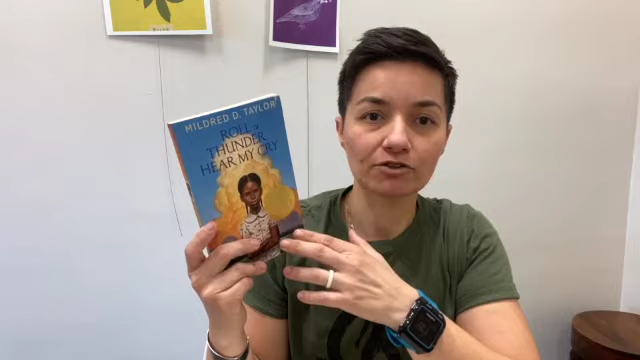 MILDRED D. TAYLOR
ROLL of
THUNDER,
HEAR MY CRY